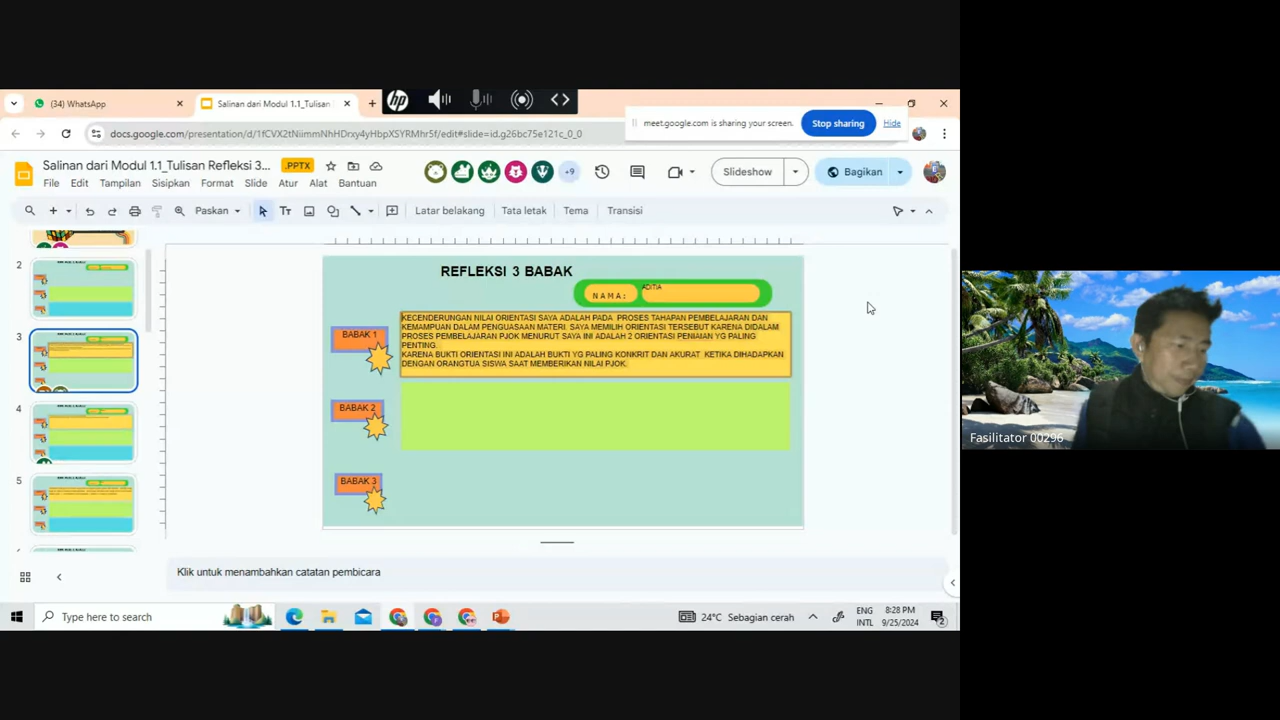 (34) WhatsApp
Salinan dari Modul 1.1_Tulisan
docs.google.com/presentation/d/1fCVX2tNiimmNhHDrxy4yHbpXSYRMhr5f/edit#slide=id.g26bc75e121c_0_0
meet.google.com is sharing your screen.
Stop sharing
Hide
Salinan dari Modul 1.1_Tulisan Refleksi 3...
.PPTX
+9
Slideshow
Bagikan
File Edit Tampilan Sisipkan Format Slide Atur Alat Bantuan
Paskan
Latar belakang
Tata letak
Tema
Transisi
2
3
4
5
REFLEKSI 3 BABAK
NAMA:
ADITIA
BABAK 1
KECENDERUNGAN NILAI ORIENTASI SAYA ADALAH PADA PROSES TAHAPAN PEMBELAJARAN DAN
KEMAMPUAN DALAM PENGUASAAN MATERI. SAYA MEMILIH ORIENTASI TERSEBUT KARENA DIDALAM
PROSES PEMBELAJARAN PJOK MENURUT SAYA INI ADALAH 2 ORIENTASI PENIAIAN YG PALING
PENTING.
KARENA BUKTI ORIENTASI INI ADALAH BUKTI YG PALING KONKRIT DAN AKURAT KETIKA DIHADAPKAN
DENGAN ORANGTUA SISWA SAAT MEMBERIKAN NILAI PJOK.
BABAK 2
BABAK 3
Klik untuk menambahkan catatan pembicara
Fasilitator 00296
Type here to search
24°C Sebagian cerah
ENG
INTL
8:28 PM
9/25/2024
2